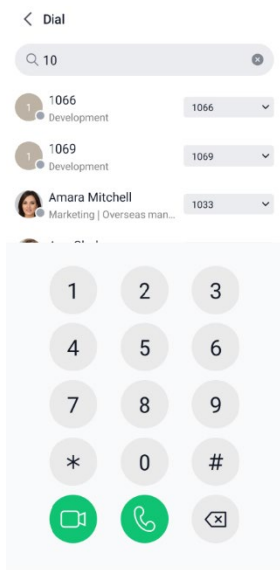 Dial
10
1
1066
Development
1066
1
1069
Development
1069
Amara Mitchell
Marketing | Overseas man...
1033
1 2 3
4 5 6
7 8 9
* 0 #